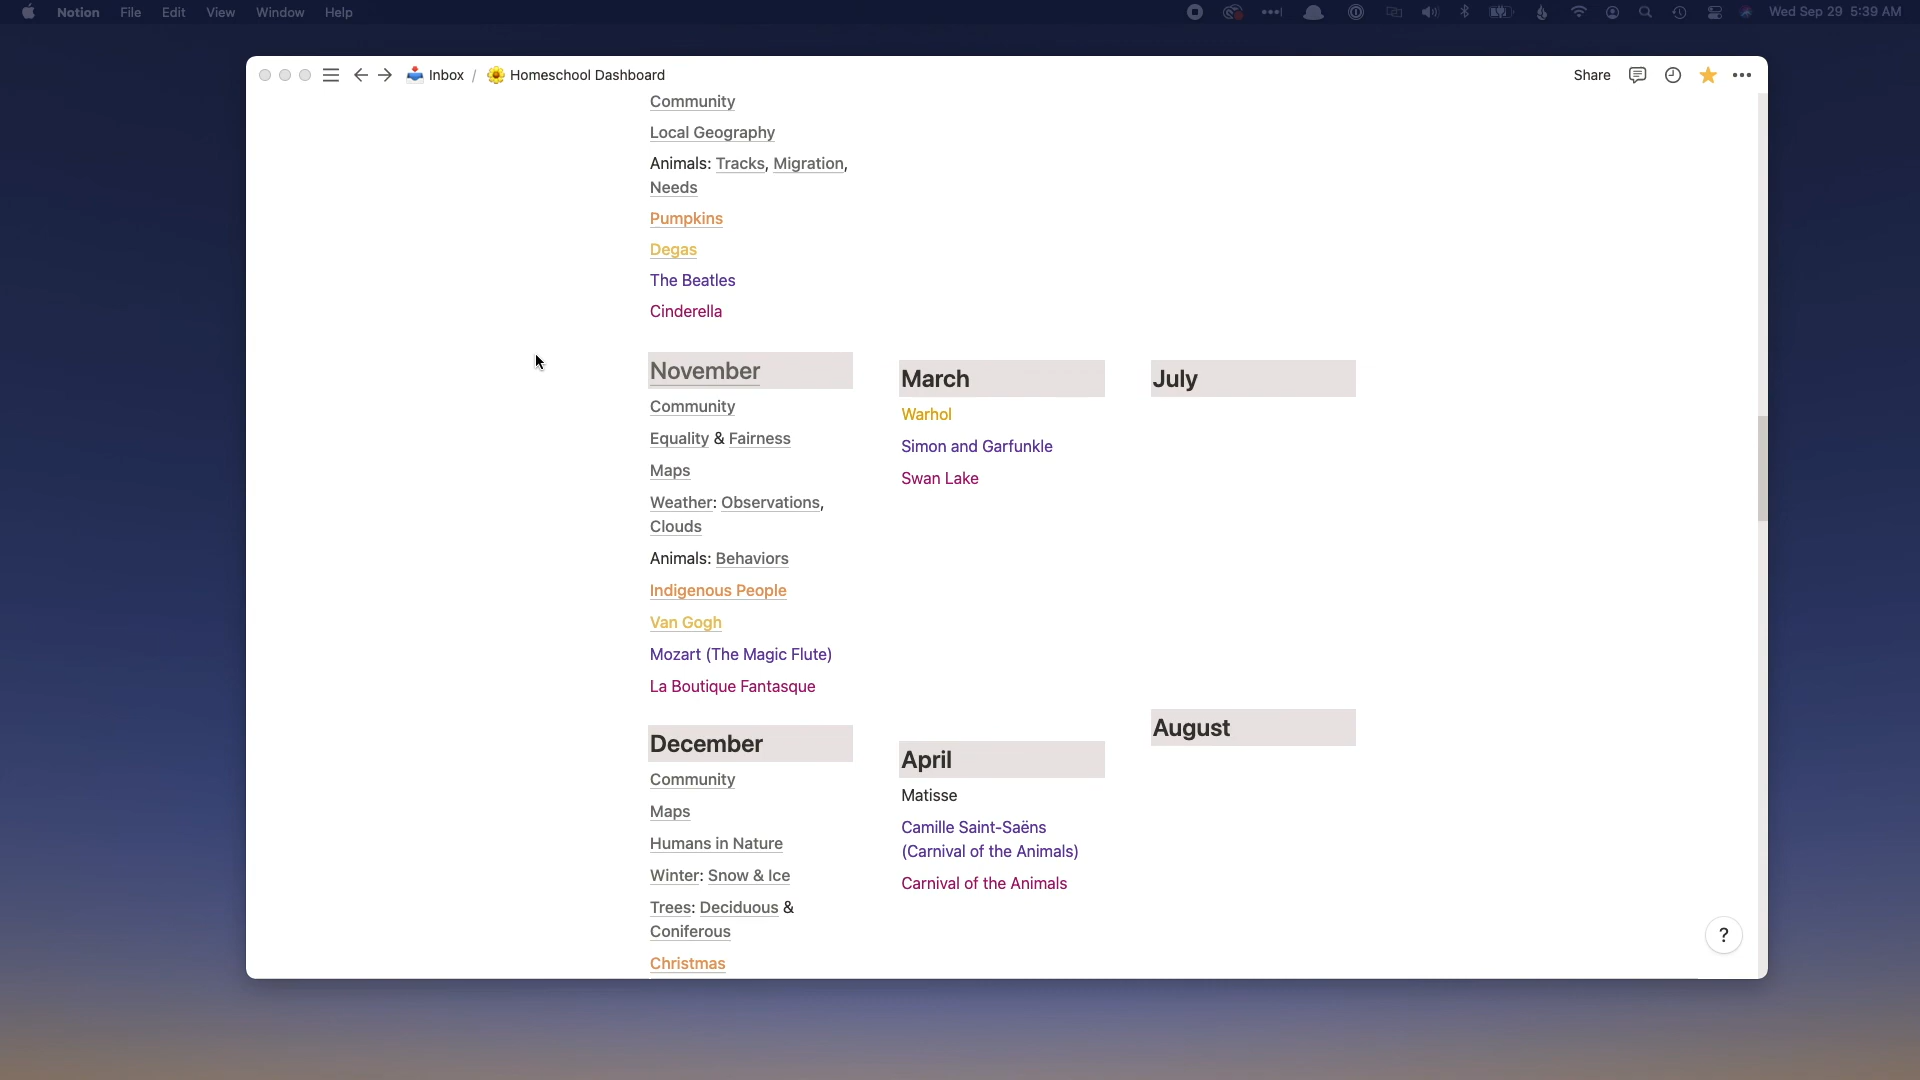 Notion File Edit View Window Help
Wed Sep 29 5:39 AM
Inbox / Homeschool Dashboard
Share
Community
Local Geography
Animals: Tracks, Migration,
Needs
Pumpkins
Degas
The Beatles
Cinderella
November
Community
Equality & Fairness
Maps
Weather: Observations,
Clouds
Animals: Behaviors
Indigenous People
Van Gogh
Mozart (The Magic Flute)
La Boutique Fantasque
December
Community
Maps
Humans in Nature
Winter: Snow & Ice
Trees: Deciduous &
Coniferous
Christmas
March
Warhol
Simon and Garfunkle
Swan Lake
April
Matisse
Camille Saint-Saëns
(Carnival of the Animals)
Carnival of the Animals
July
August
?